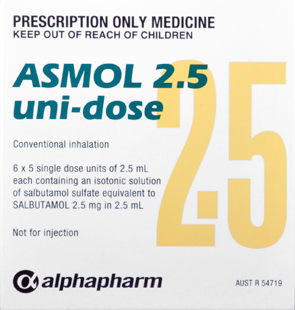 PRESCRIPTION ONLY MEDICINE
KEEP OUT OF REACH OF CHILDREN
ASMOL 2.5
uni-dose
2.5
Conventional inhalation
6 x 5 single dose units of 2.5 mL
each containing an isotonic solution
of salbutamol sulfate equivalent to
SALBUTAMOL 2.5 mg in 2.5 mL
Not for injection
alphapharm
AUST R 54719